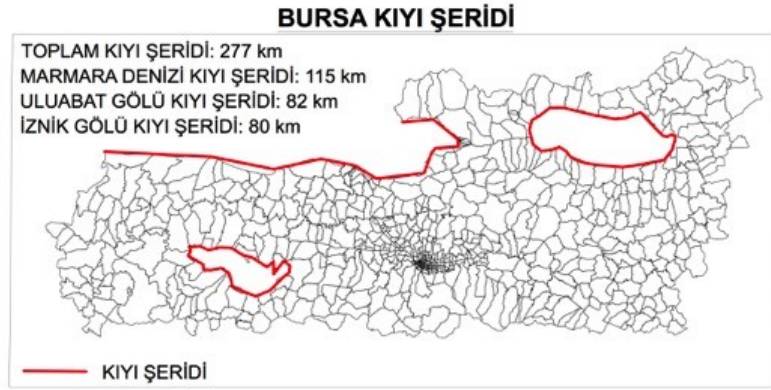 BURSA KIYI ŞERİDİ
TOPLAM KIYI ŞERİDİ: 277 km
MARMARA DENİZİ KIYI ŞERİDİ: 115 km
ULUABAT GÖLÜ KIYI ŞERİDİ: 82 km
İZNİK GÖLÜ KIYI ŞERİDİ: 80 km
KIYI ŞERİDİ